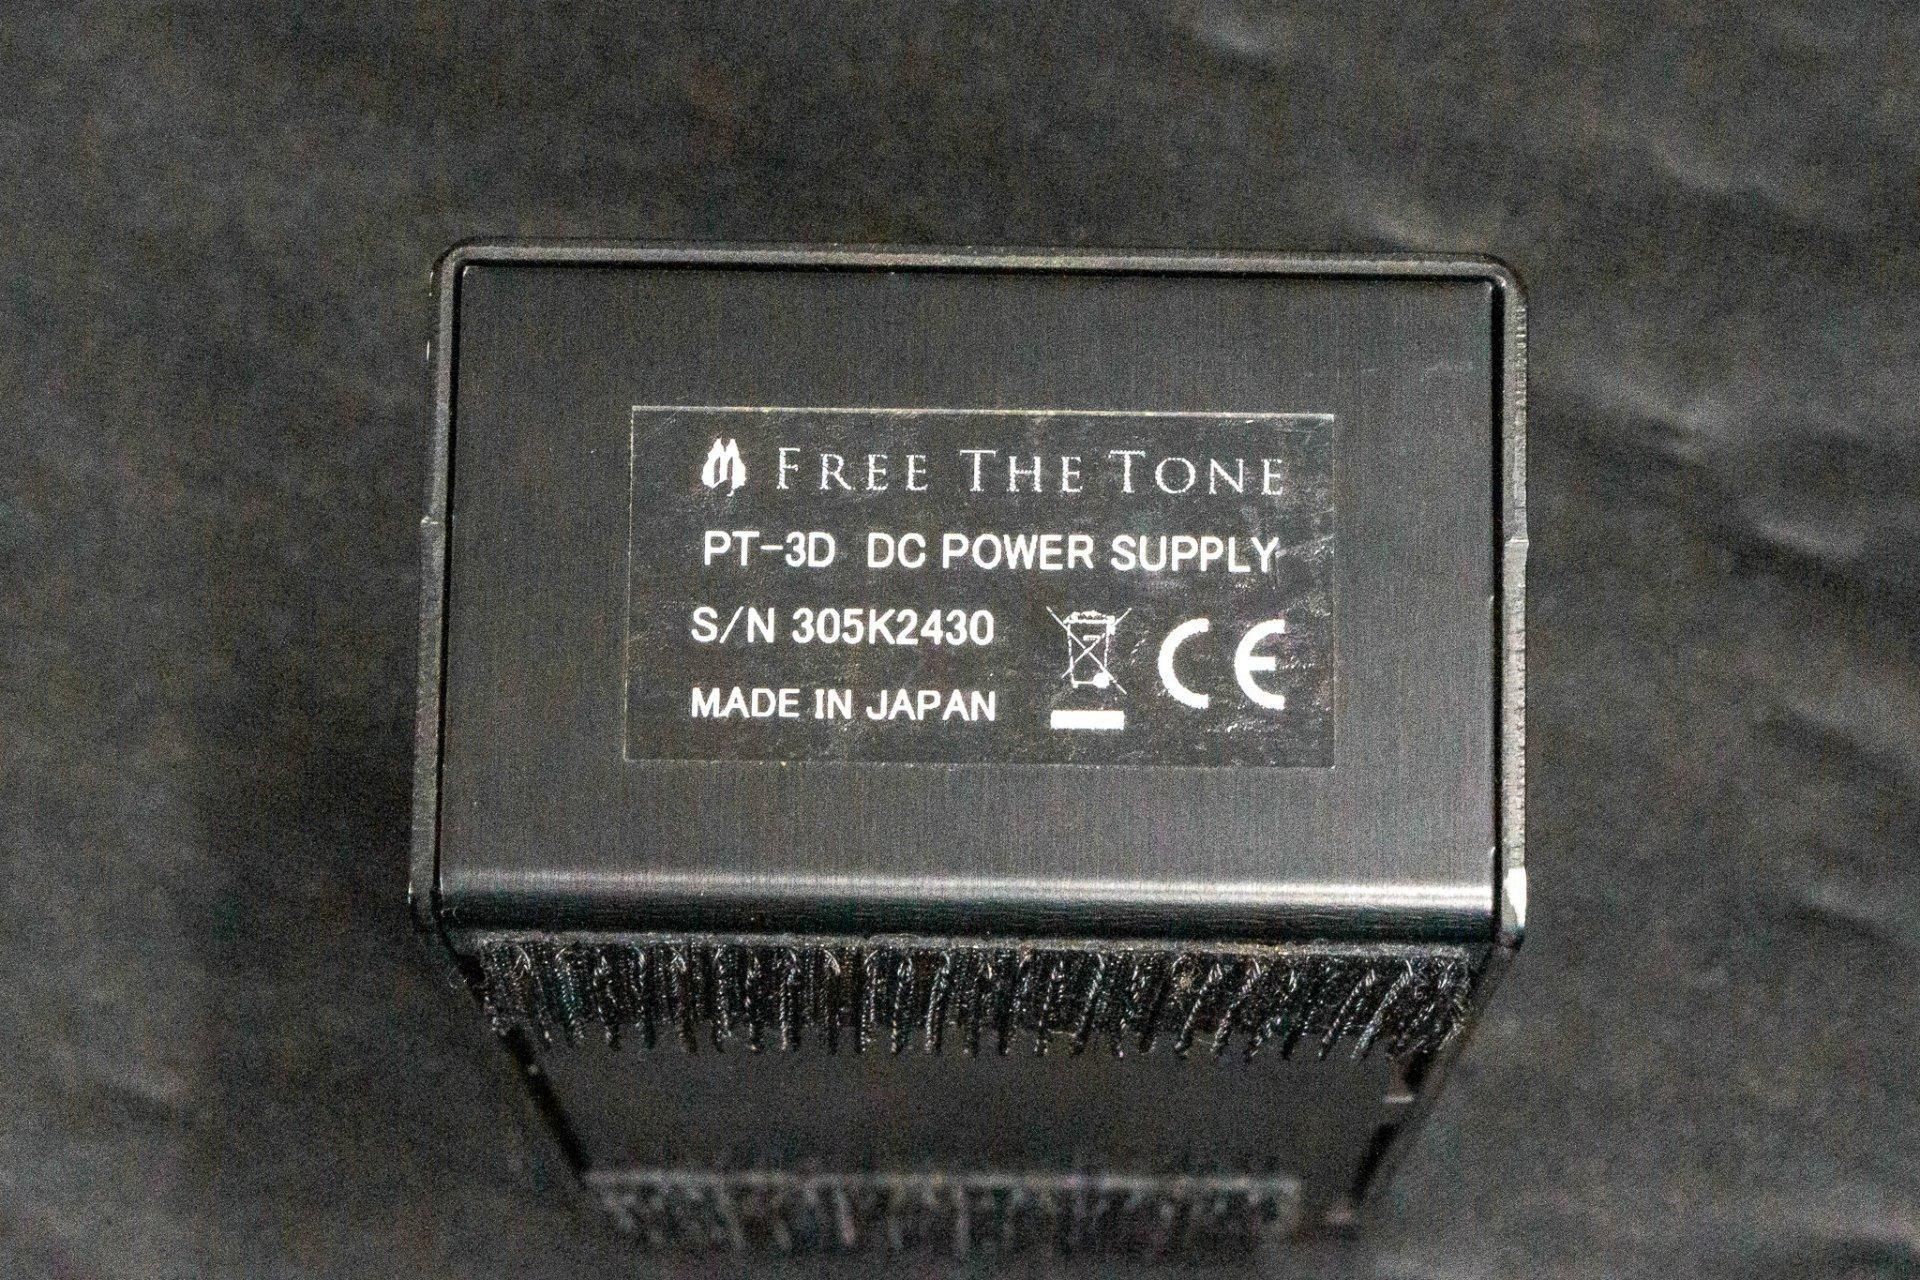 FREE THE TONE
PT-3D DC POWER SUPPLY
S/N 305K2430
MADE IN JAPAN
CE